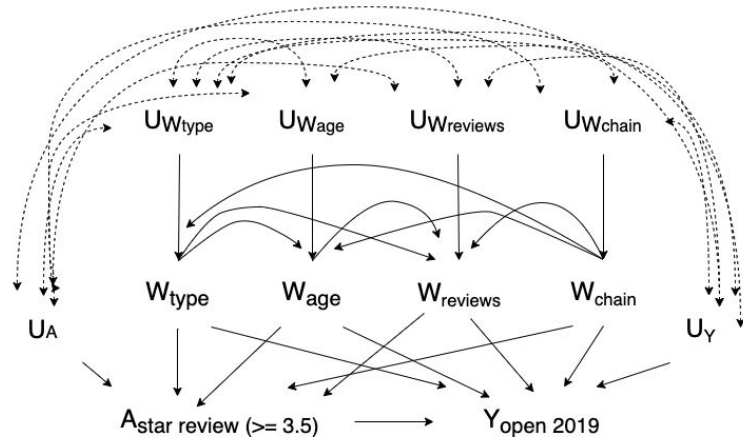 UWtype UWage UWreviews UWchain
Wtype Wage Wreviews Wchain
UA UY
Astar review (>= 3.5) Yopen 2019